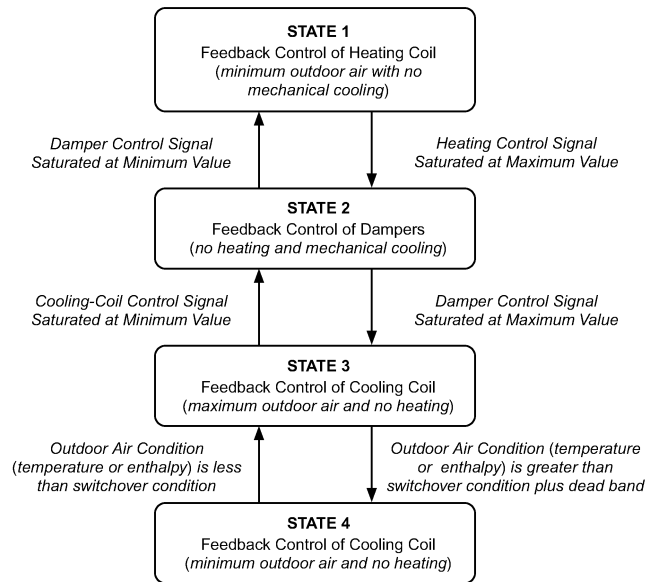 STATE 1
Feedback Control of Heating Coil
(minimum outdoor air with no
mechanical cooling)
Damper Control Signal
Saturated at Minimum Value
Heating Control Signal
Saturated at Maximum Value
STATE 2
Feedback Control of Dampers
(no heating and mechanical cooling)
Cooling-Coil Control Signal
Saturated at Minimum Value
Damper Control Signal
Saturated at Maximum Value
STATE 3
Feedback Control of Cooling Coil
(maximum outdoor air and no heating)
Outdoor Air Condition
(temperature or enthalpy) is less
than switchover condition
Outdoor Air Condition (temperature
or enthalpy) is greater than
switchover condition plus dead band
STATE 4
Feedback Control of Cooling Coil
(minimum outdoor air and no heating)